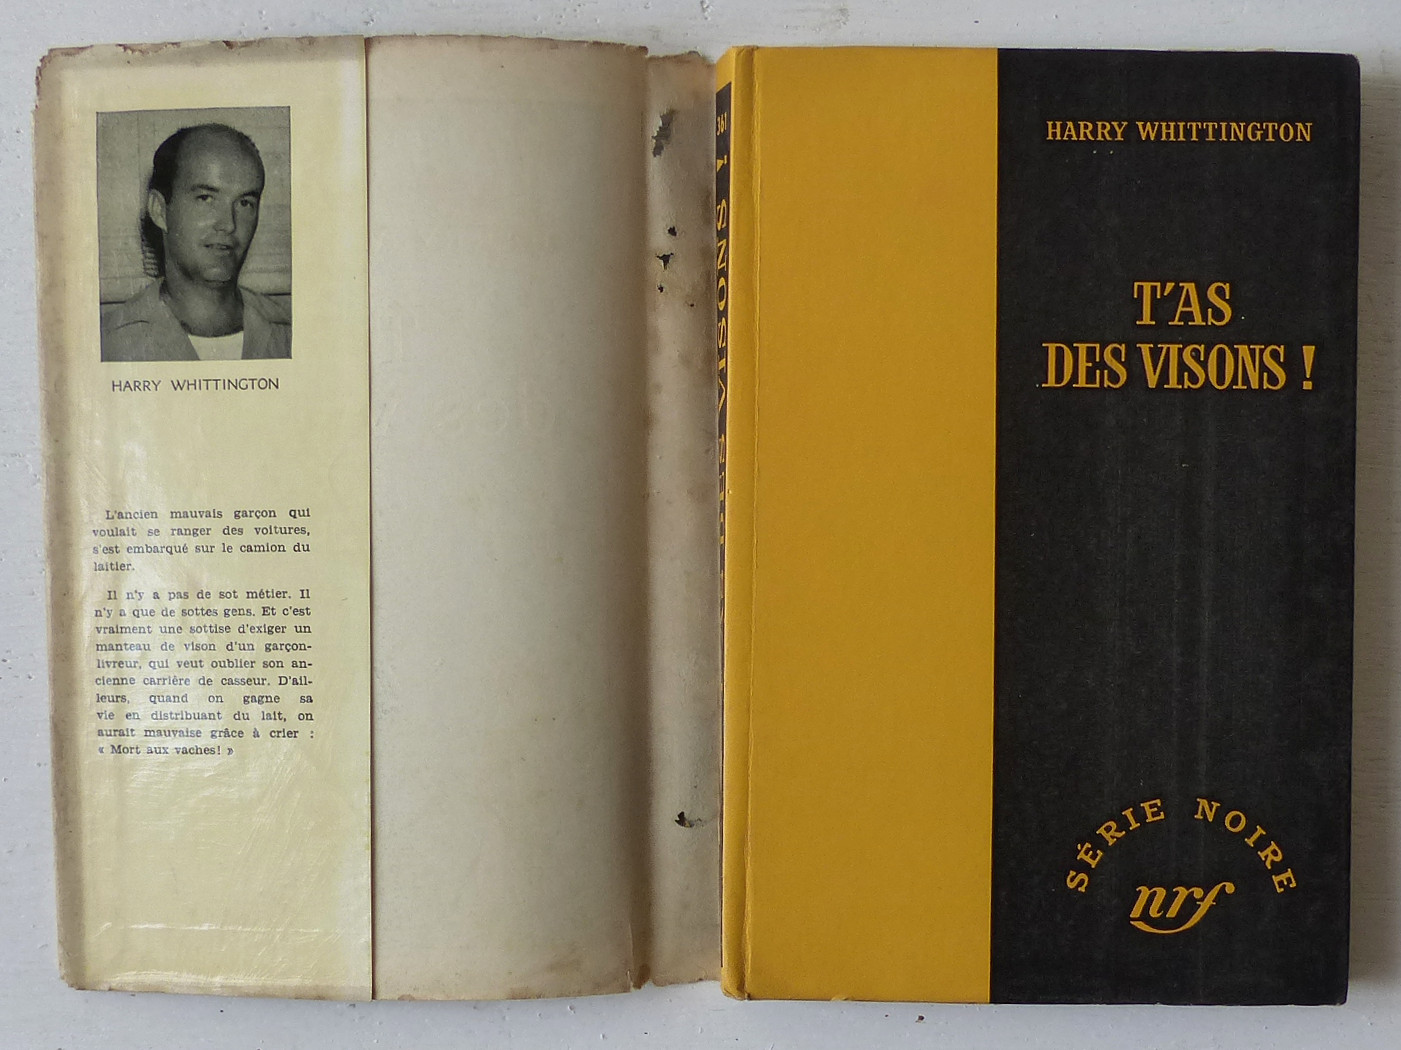 HARRY WHITTINGTON
L'ancien mauvais garçon qui
voulait se ranger des voitures,
s'est embarqué sur le camion du
laitier.
Il n'y a pas de sot métier. Il
n'y a que de sottes gens. Et c'est
vraiment une sottise d'exiger un
manteau de vison d'un garçon-
livreur, qui veut oublier son an-
cienne carrière de casseur. D'ail-
leurs, quand on gagne sa
vie en distribuant du lait, on
aurait mauvaise grâce à crier :
« Mort aux vaches! »
361
VISONS !
HARRY WHITTINGTON
T'AS
DES VISONS !
SÉRIE NOIRE
nrf